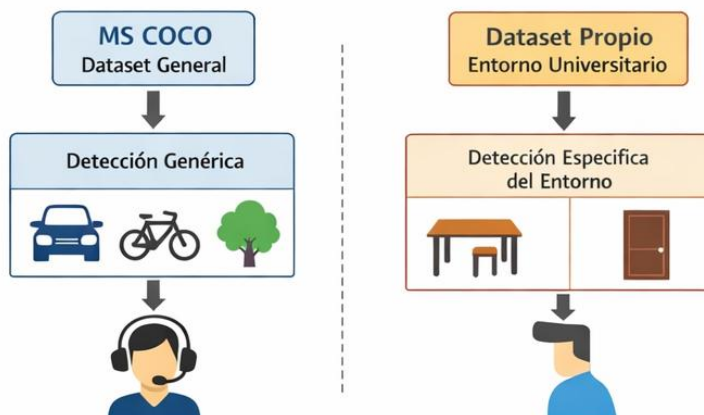 MS COCO
Dataset General
Detección Genérica
Dataset Propio
Entorno Universitario
Detección Especifica
del Entorno